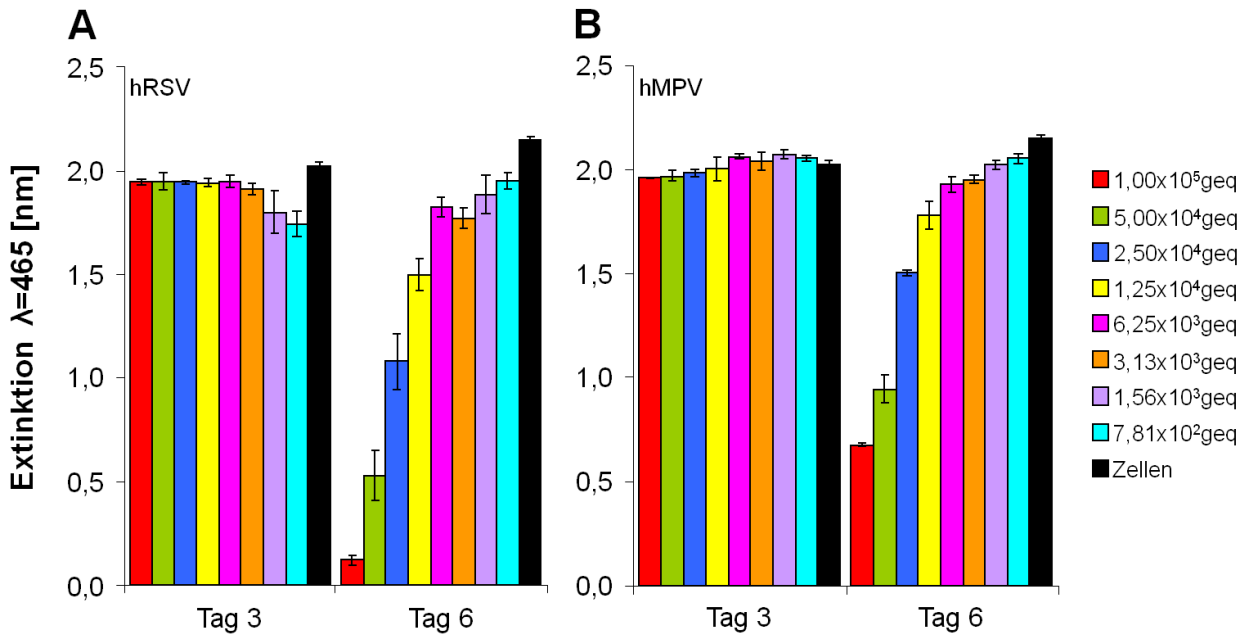 A
B
Extinktion λ=465 [nm]
hRSV
2,5
2,0
1,5
1,0
0,5
0,0
Tag 3
Tag 6
hMPV
2,5
2,0
1,5
1,0
0,5
0,0
Tag 3
Tag 6
1,00x10⁵geq
5,00x10⁴geq
2,50x10⁴geq
1,25x10⁴geq
6,25x10³geq
3,13x10³geq
1,56x10³geq
7,81x10²geq
Zellen